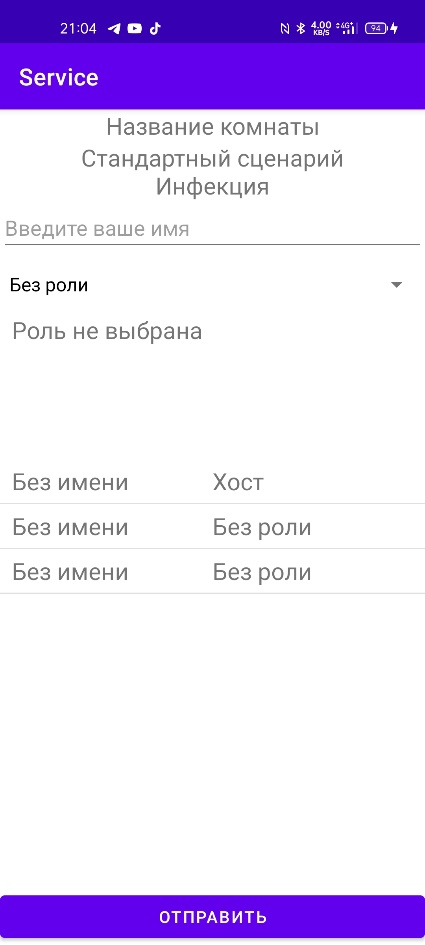 21:04 4.00 KB/S 4G 94
Service
Название комнаты
Стандартный сценарий
Инфекция
Введите ваше имя
Без роли
Роль не выбрана
Без имени Хост
Без имени Без роли
Без имени Без роли
ОТПРАВИТЬ